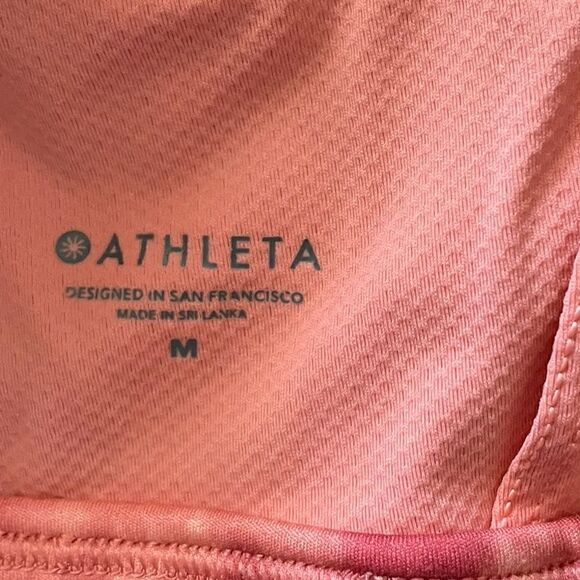 ATHLETA
DESIGNED IN SAN FRANCISCO
MADE IN SRI LANKA
M